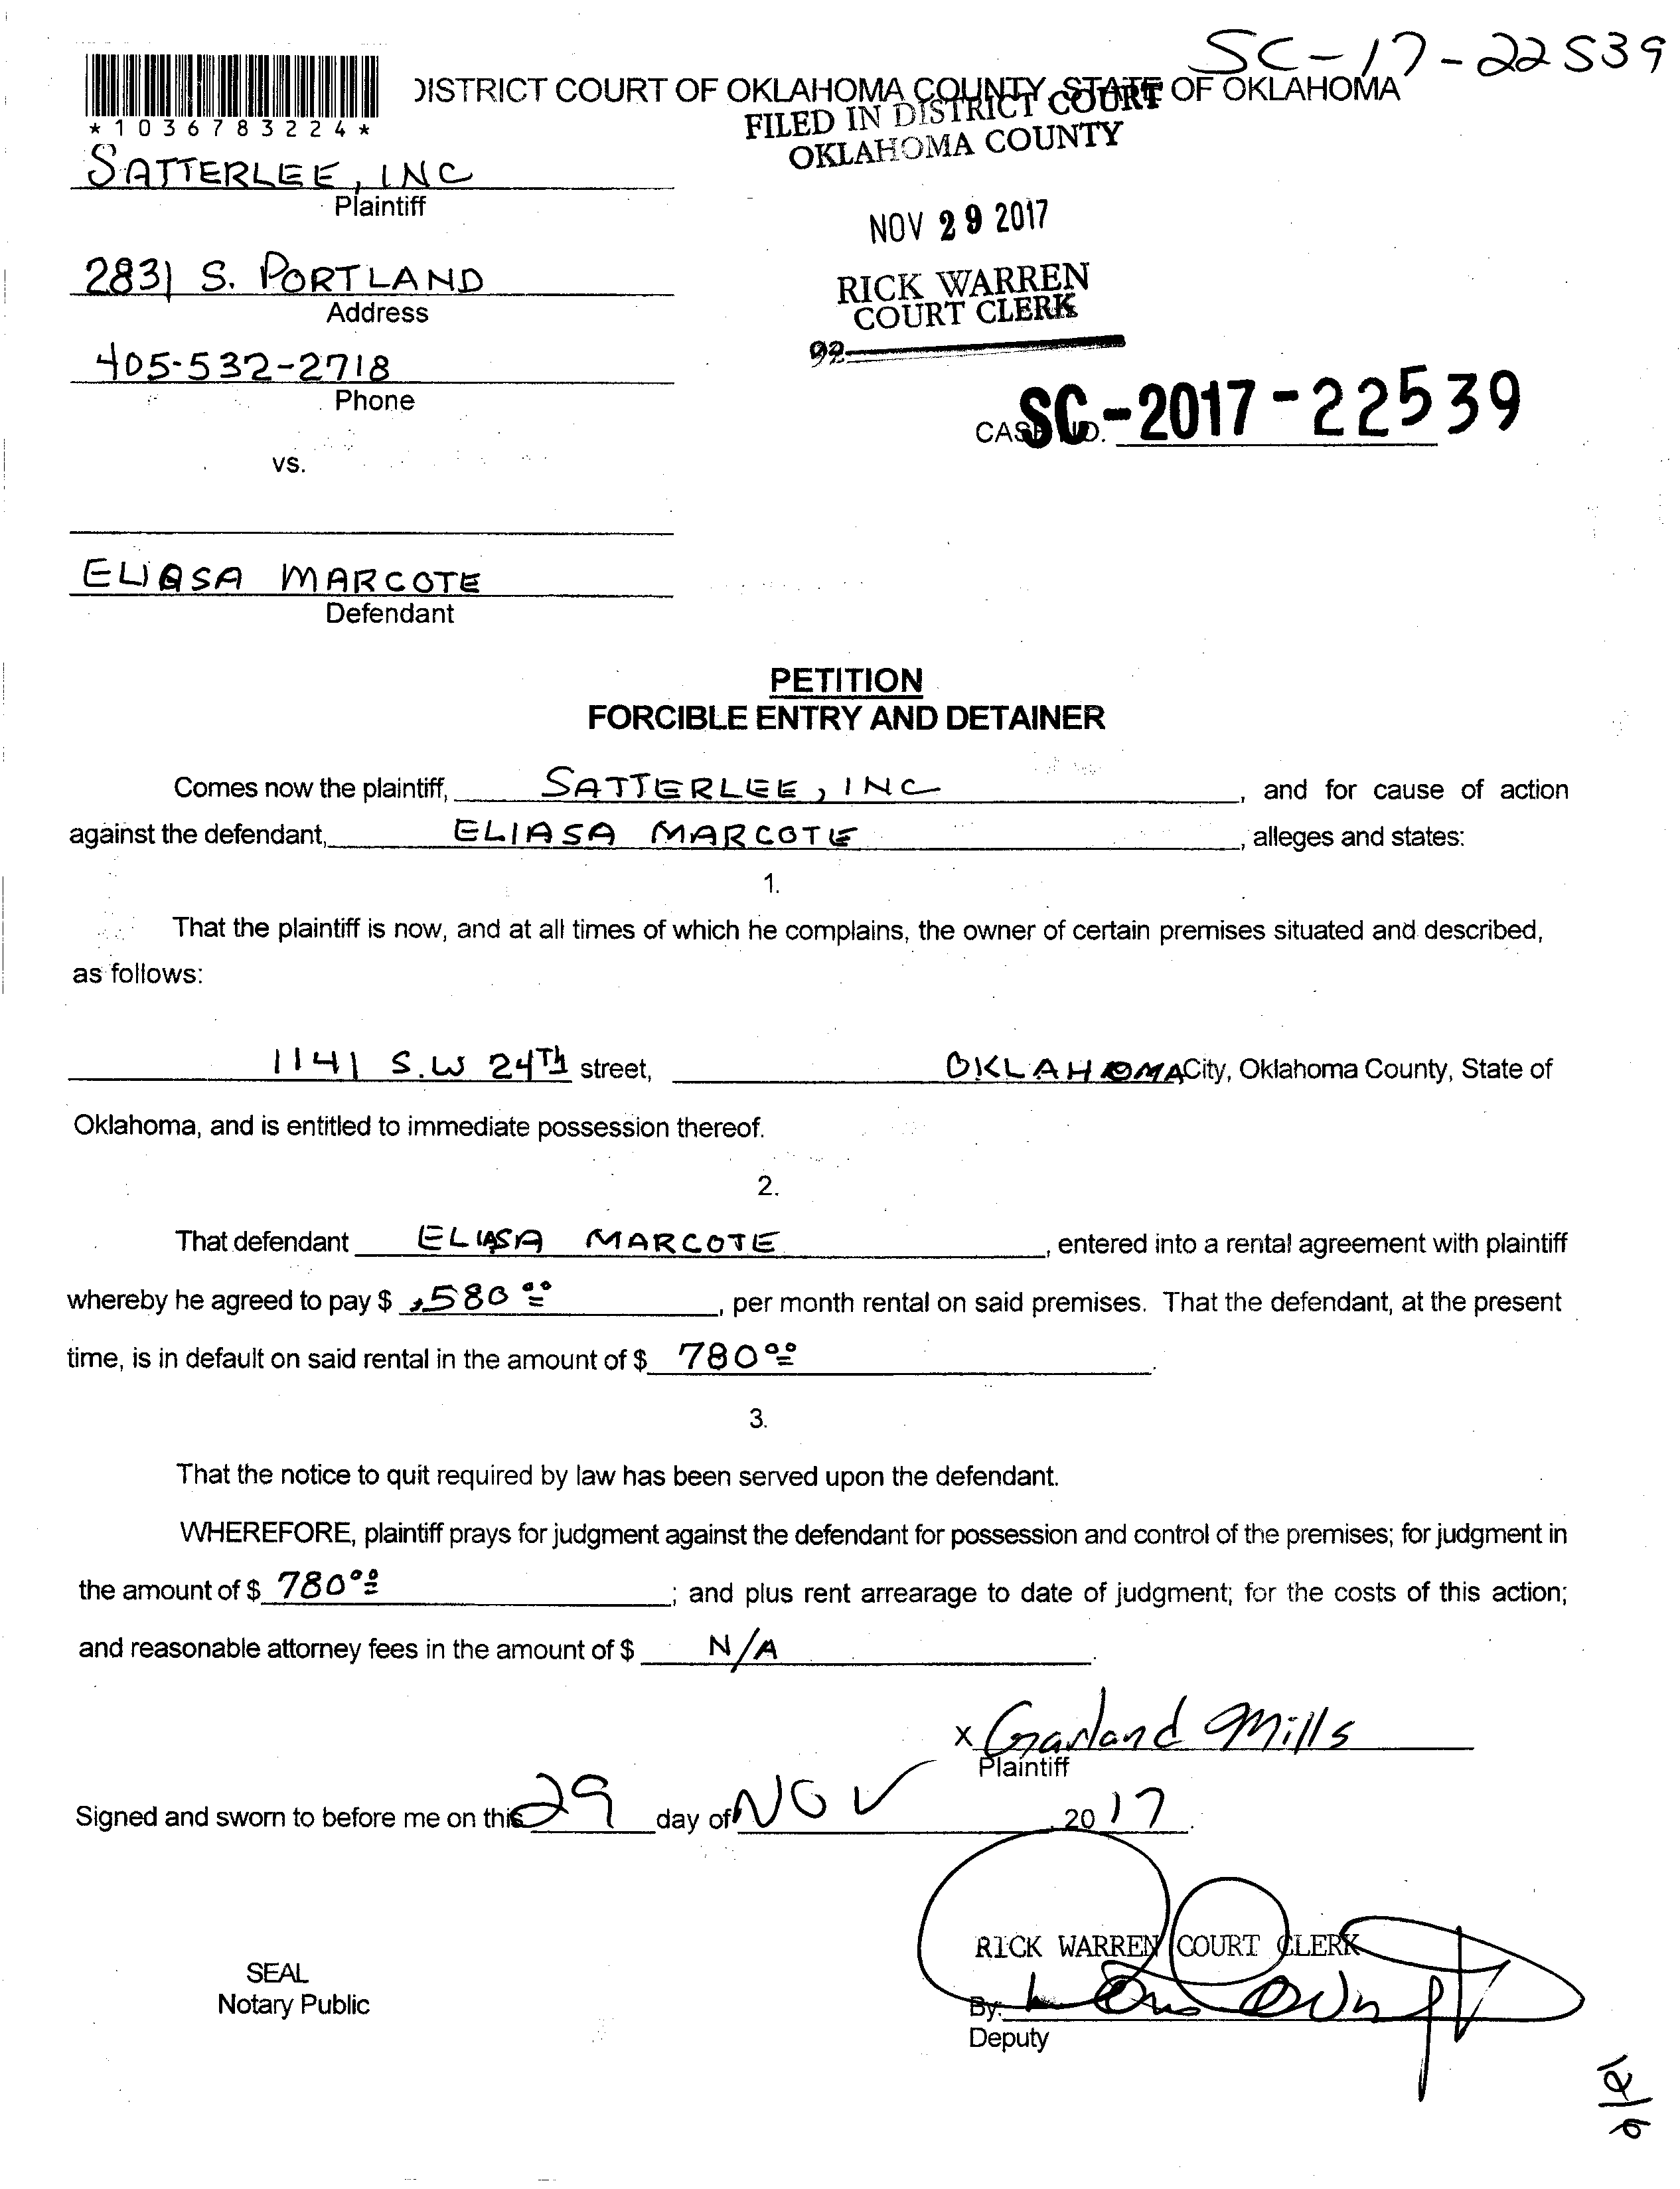 SC-17-22539
DISTRICT COURT OF OKLAHOMA COUNTY, STATE OF OKLAHOMA
FILED IN DISTRICT COURT
OKLAHOMA COUNTY
*1036783224*
SATTERLEE, INC
Plaintiff
NOV 29 2017
2831 S. PORTLAND
Address
RICK WARREN
COURT CLERK
92
405-532-2718
Phone
CASE NO. SC-2017-22539
vs.
ELIASA MARCOTE
Defendant
PETITION
FORCIBLE ENTRY AND DETAINER
Comes now the plaintiff, SATTERLEE, INC, and for cause of action
against the defendant, ELIASA MARCOTE, alleges and states:
1.
That the plaintiff is now, and at all times of which he complains, the owner of certain premises situated and described,
as follows:
1141 S.W 24Th street, OKLAHOMA City, Oklahoma County, State of
Oklahoma, and is entitled to immediate possession thereof.
2.
That defendant ELIASA MARCOTE, entered into a rental agreement with plaintiff
whereby he agreed to pay $ 580 00, per month rental on said premises. That the defendant, at the present
time, is in default on said rental in the amount of $ 780 00.
3.
That the notice to quit required by law has been served upon the defendant.
WHEREFORE, plaintiff prays for judgment against the defendant for possession and control of the premises; for judgment in
the amount of $ 780 00; and plus rent arrearage to date of judgment; for the costs of this action;
and reasonable attorney fees in the amount of $ N/A.
x Garland Mills
Plaintiff
Signed and sworn to before me on this 29 day of NOV, 2017.
RICK WARREN COURT CLERK
SEAL
Notary Public
By:
Deputy